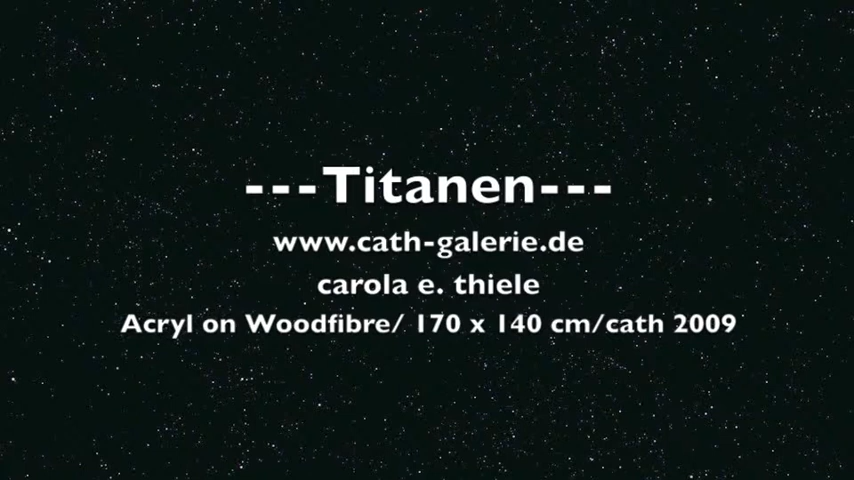 ---Titanen---
www.cath-galerie.de
carola e. thiele
Acryl on Woodfibre/ 170 x 140 cm/cath 2009